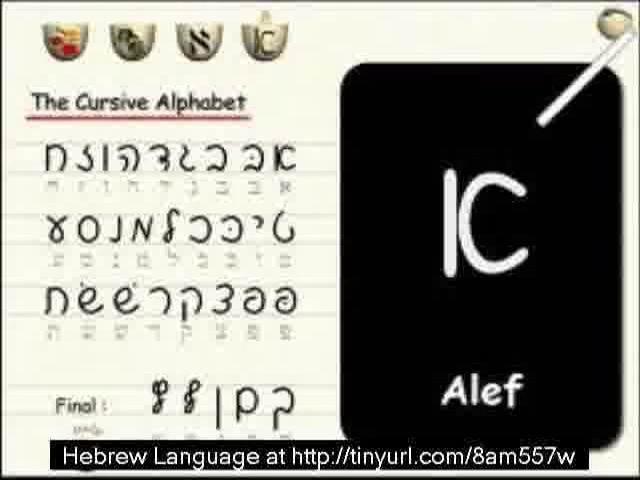 The Cursive Alphabet
א בּ ב ג ד ה ו ז ח
ט י כּ כ ל מ נ ס ע
פּ פ צ ק ר שׁ שׂ ת
Final : ך ם ן ף ץ
א
Alef
Hebrew Language at http://tinyurl.com/8am557w